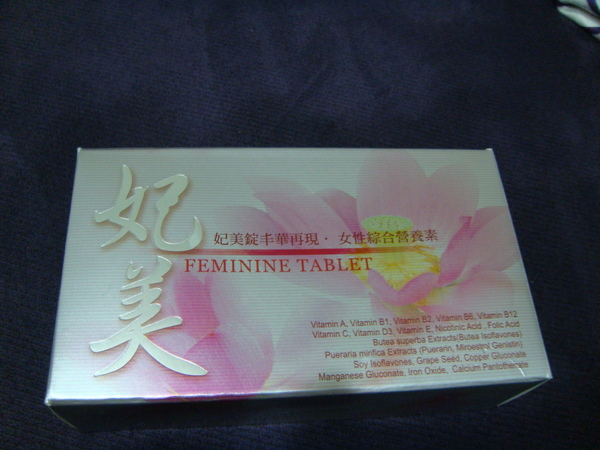 妃美
妃美錠丰華再現．女性綜合營養素
FEMININE TABLET
Vitamin A, Vitamin B1, Vitamin B2, Vitamin B6, Vitamin B12
Vitamin C, Vitamin D3, Vitamin E, Nicotinic Acid , Folic Acid
Butea superba Extracts(Butea Isoflavones)
Pueraria mirifica Extracts (Puerarin, Miroestrol Genistin)
Soy Isoflavones, Grape Seed, Copper Gluconate
Manganese Gluconate, Iron Oxide, Calcium Pantothenate